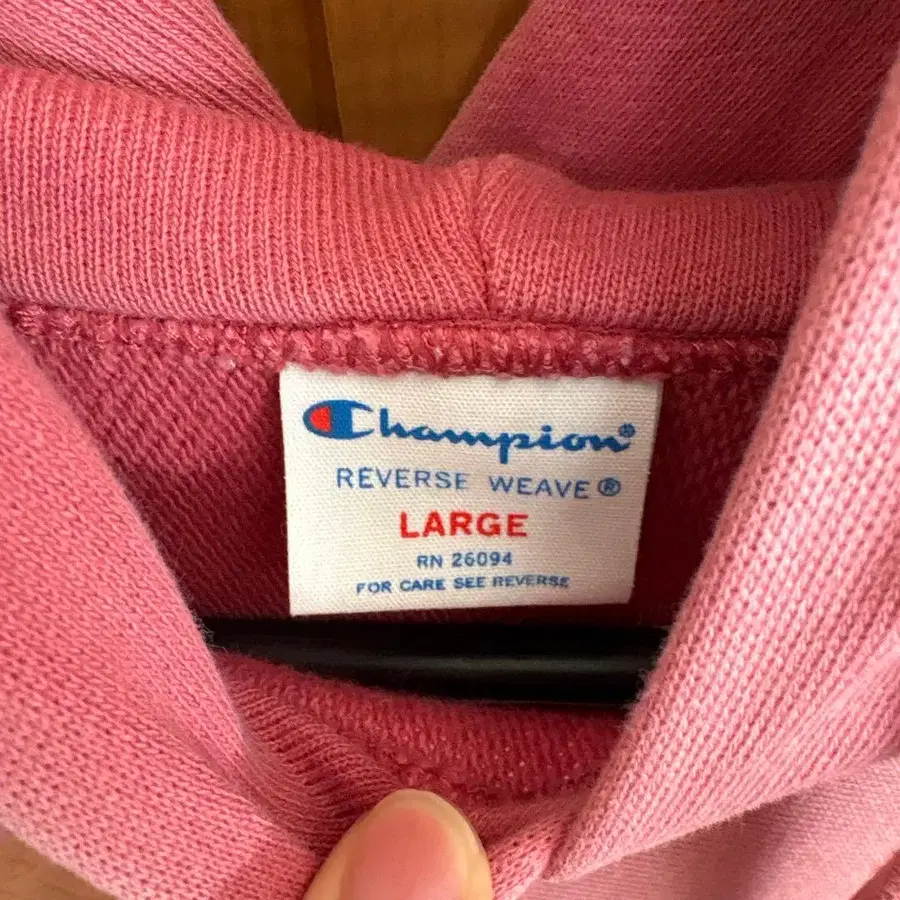 Champion®
REVERSE WEAVE®
LARGE
RN 26094
FOR CARE SEE REVERSE